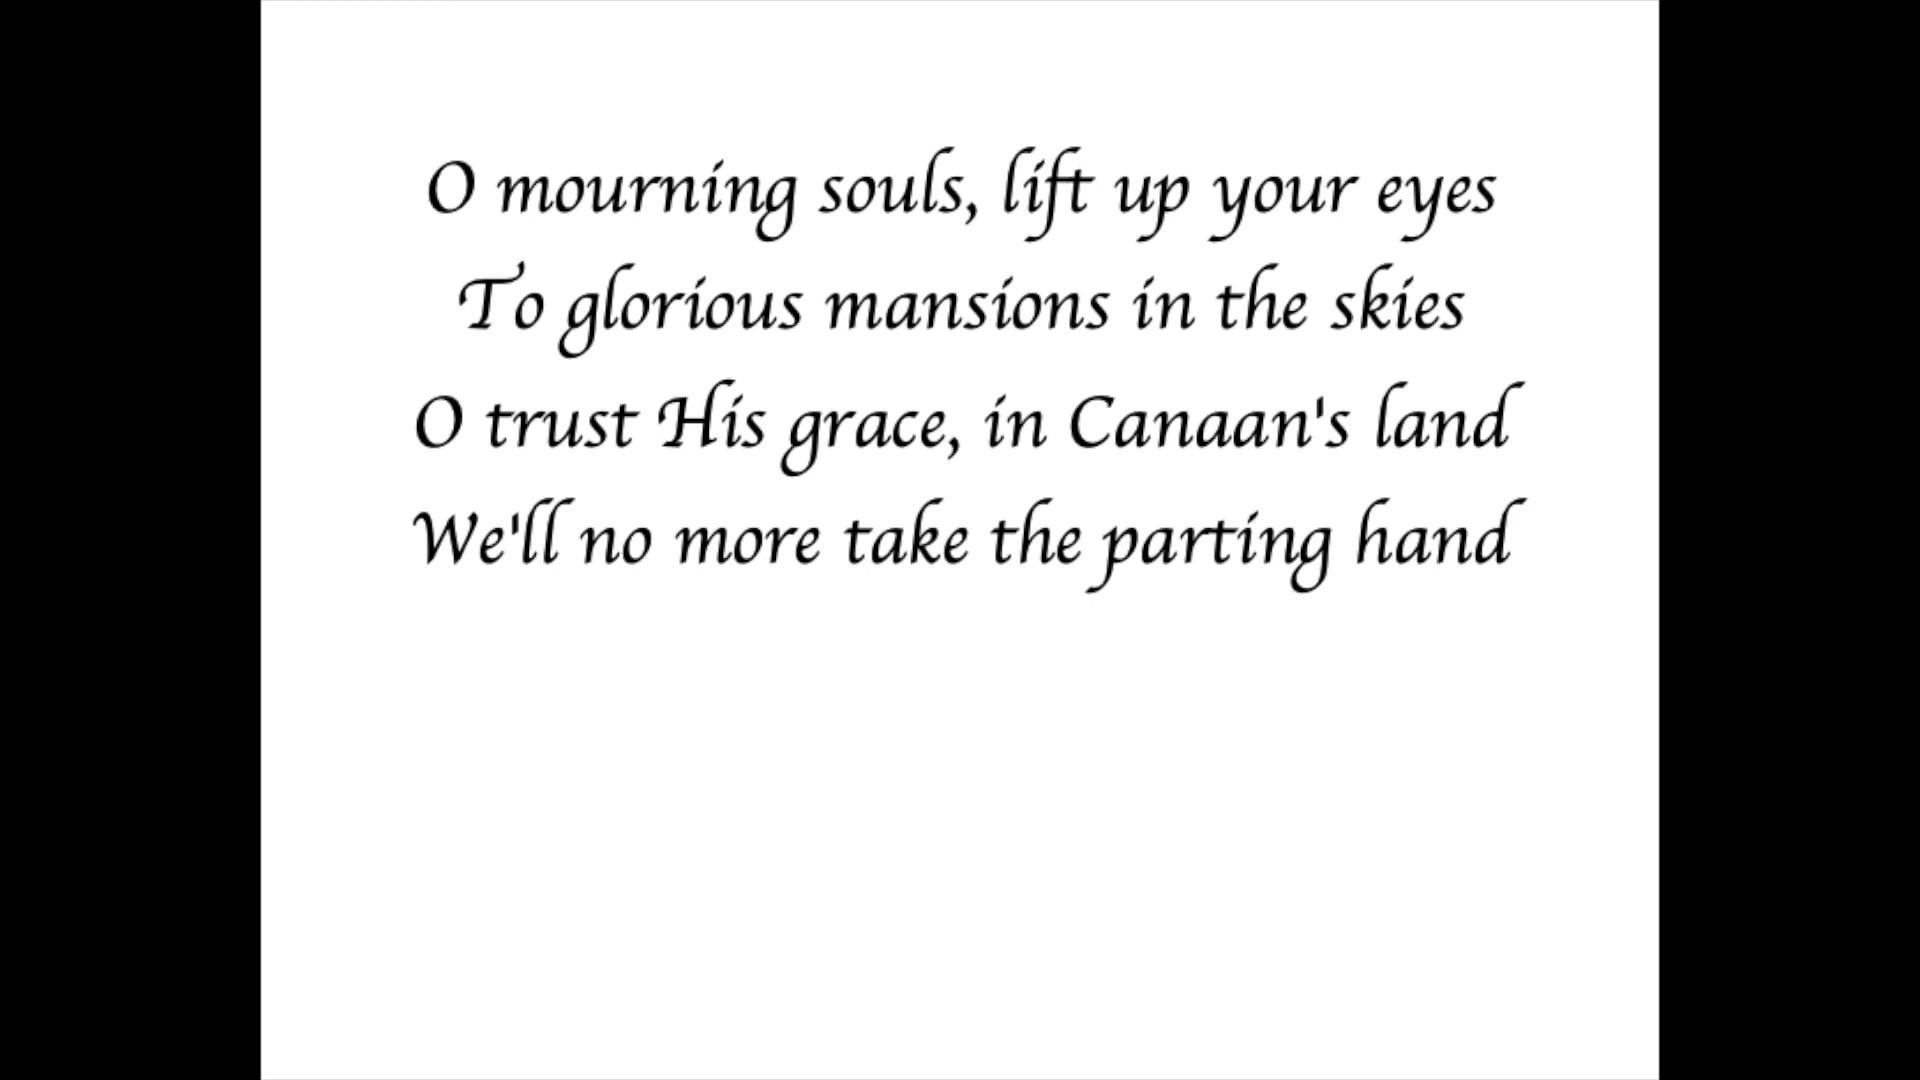 O mourning souls, lift up your eyes
To glorious mansions in the skies
O trust His grace, in Canaan's land
We'll no more take the parting hand